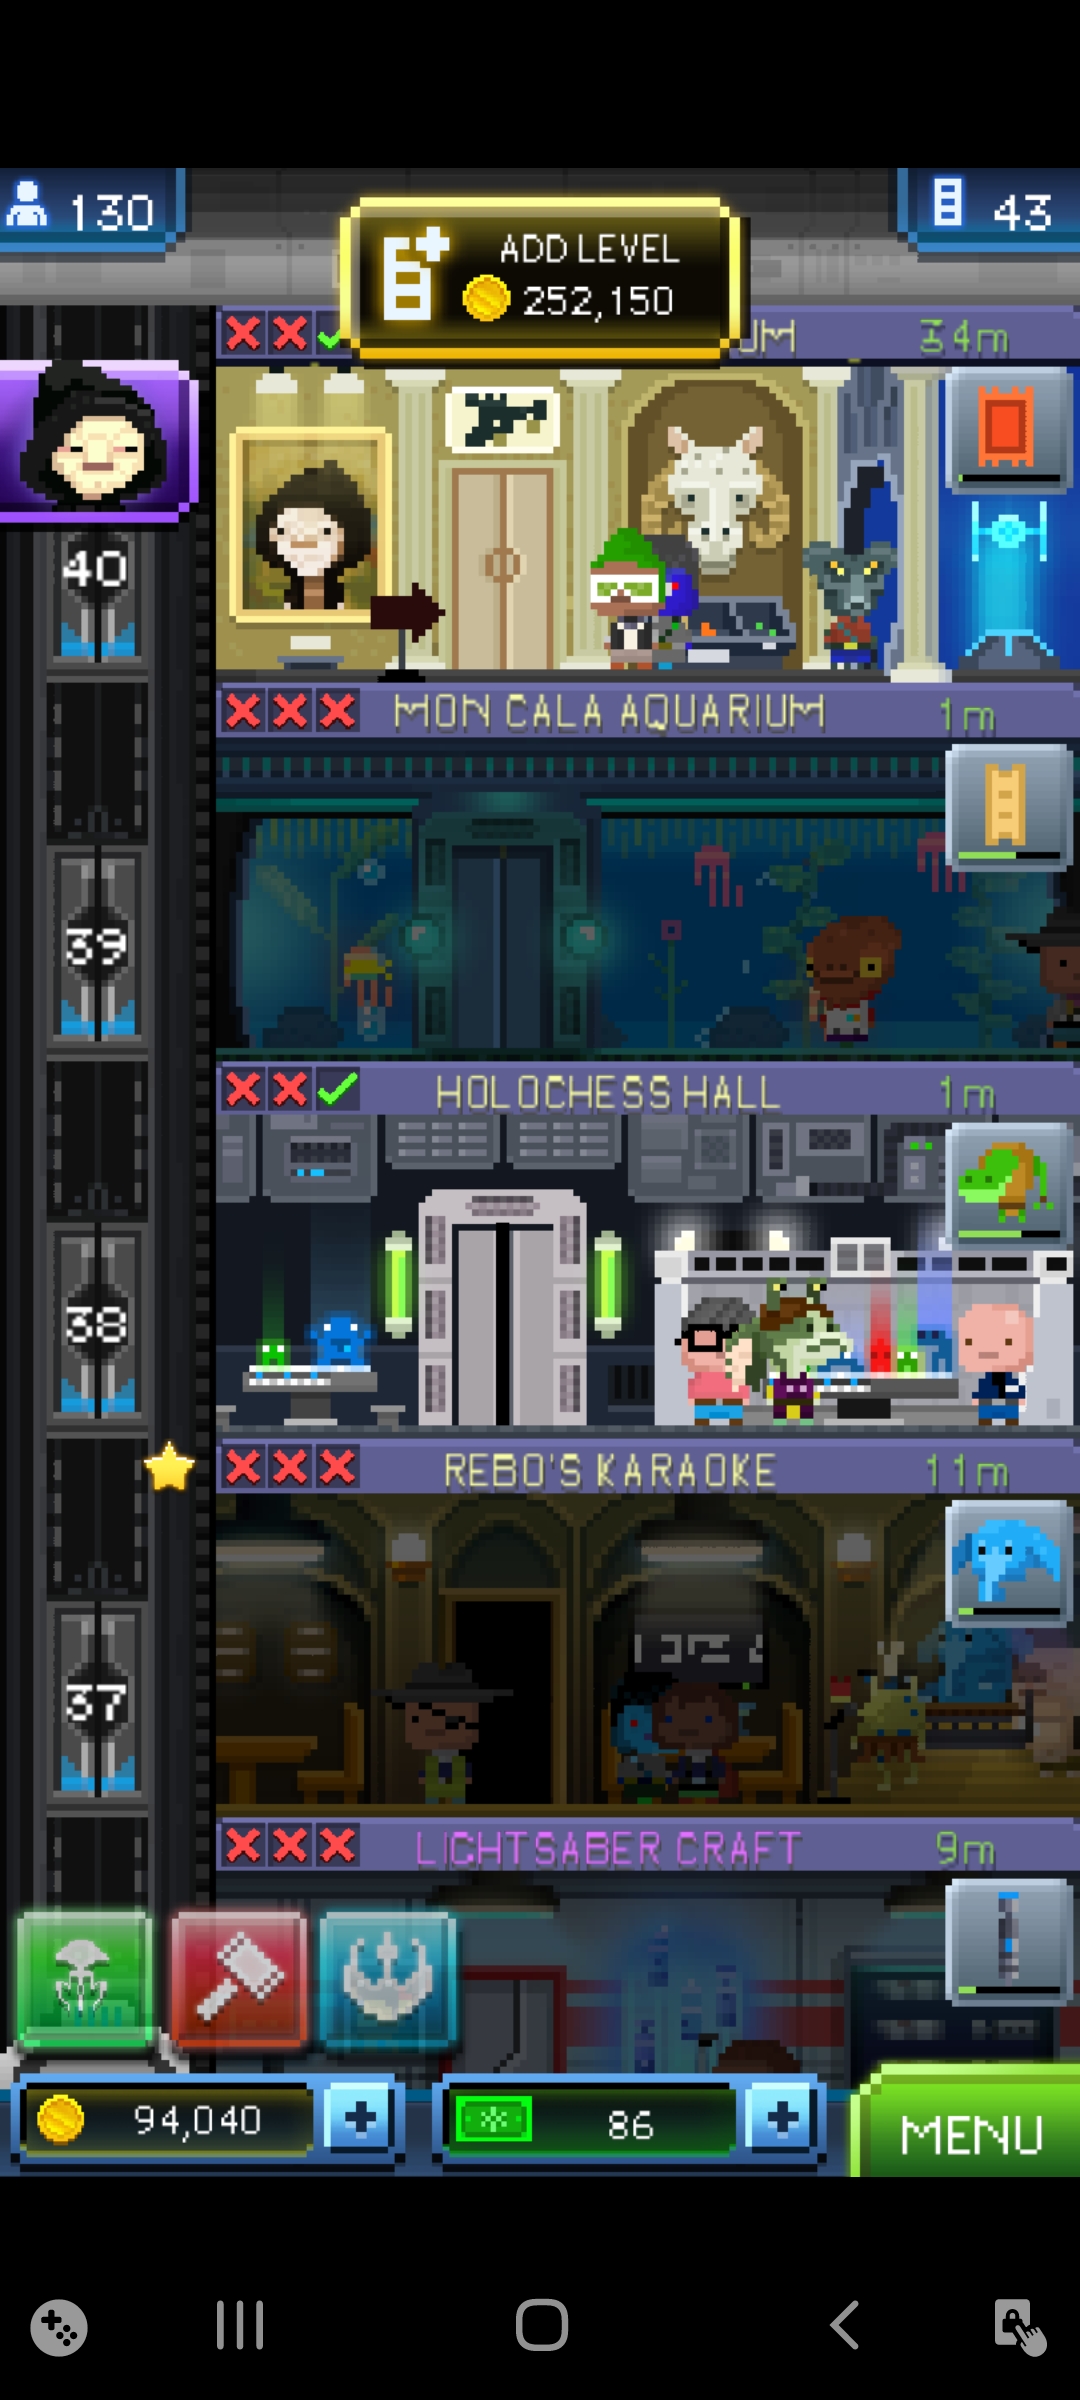 130
43
ADD LEVEL
252,150
UM
4m
40
MON CALA AQUARIUM
1m
39
HOLOCHESS HALL
1m
38
REBO'S KARAOKE
11m
37
LIGHTSABER CRAFT
9m
94,040
86
MENU